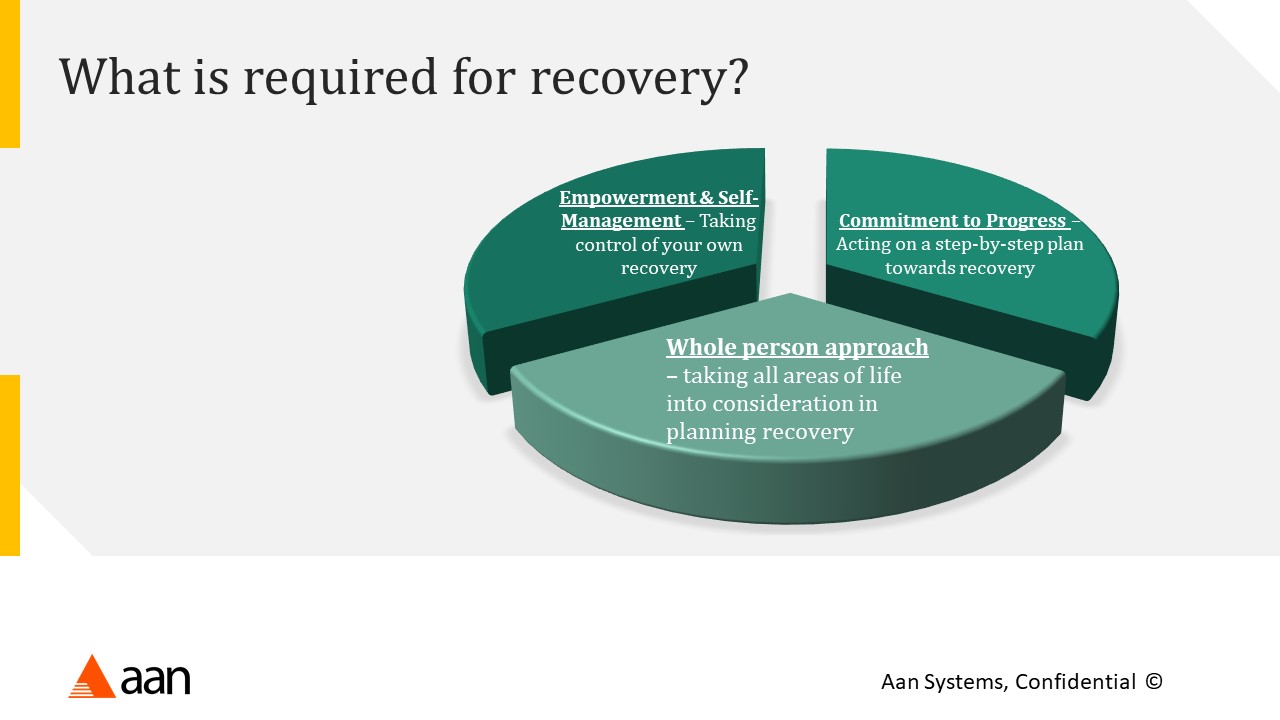 What is required for recovery?
Empowerment & Self-
Management – Taking
control of your own
recovery
Commitment to Progress –
Acting on a step-by-step plan
towards recovery
Whole person approach
– taking all areas of life
into consideration in
planning recovery
aan
Aan Systems, Confidential ©